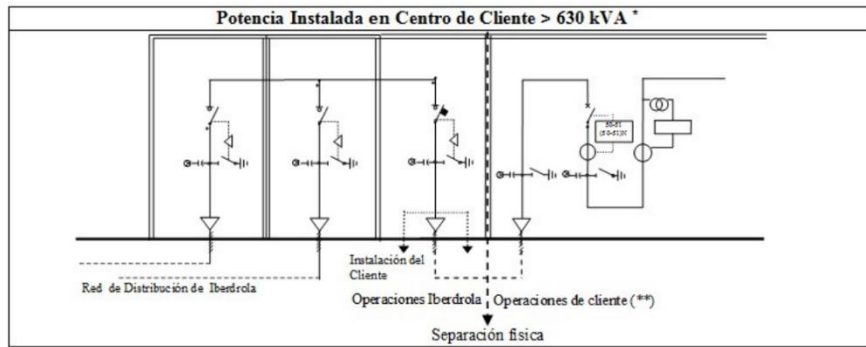 Potencia Instalada en Centro de Cliente > 630 kVA *
50-51
(50-51)N
Instalación del
Cliente
Red de Distribución de Iberdrola
Operaciones Iberdrola
Operaciones de cliente (**)
Separación fisica